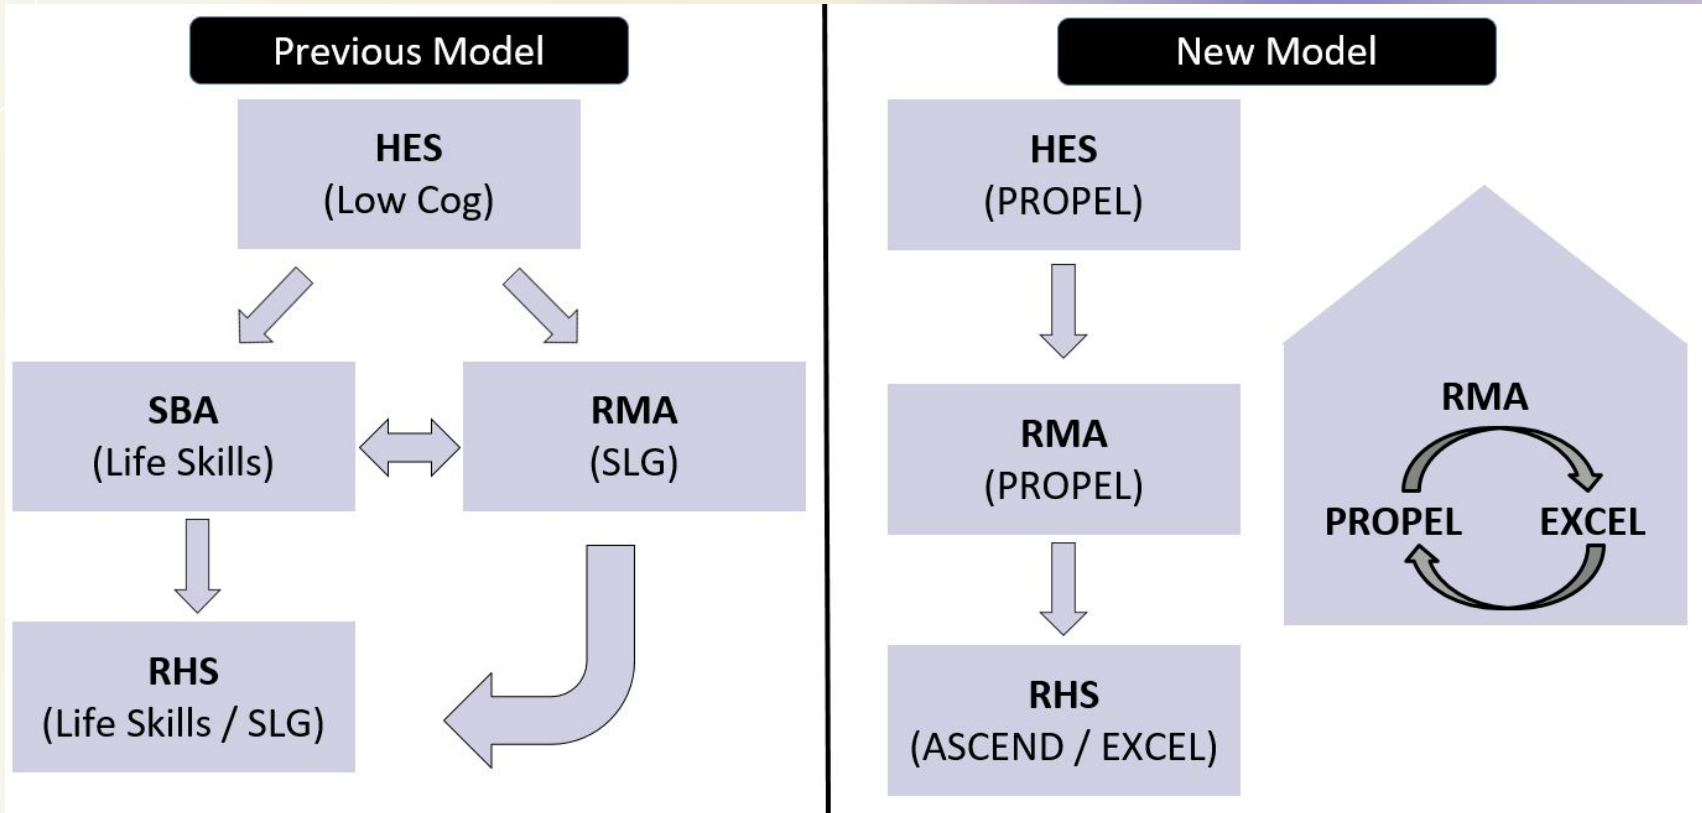 Previous Model
HES
(Low Cog)
SBA
(Life Skills)
RMA
(SLG)
RHS
(Life Skills / SLG)
New Model
HES
(PROPEL)
RMA
(PROPEL)
RHS
(ASCEND / EXCEL)
RMA
PROPEL EXCEL